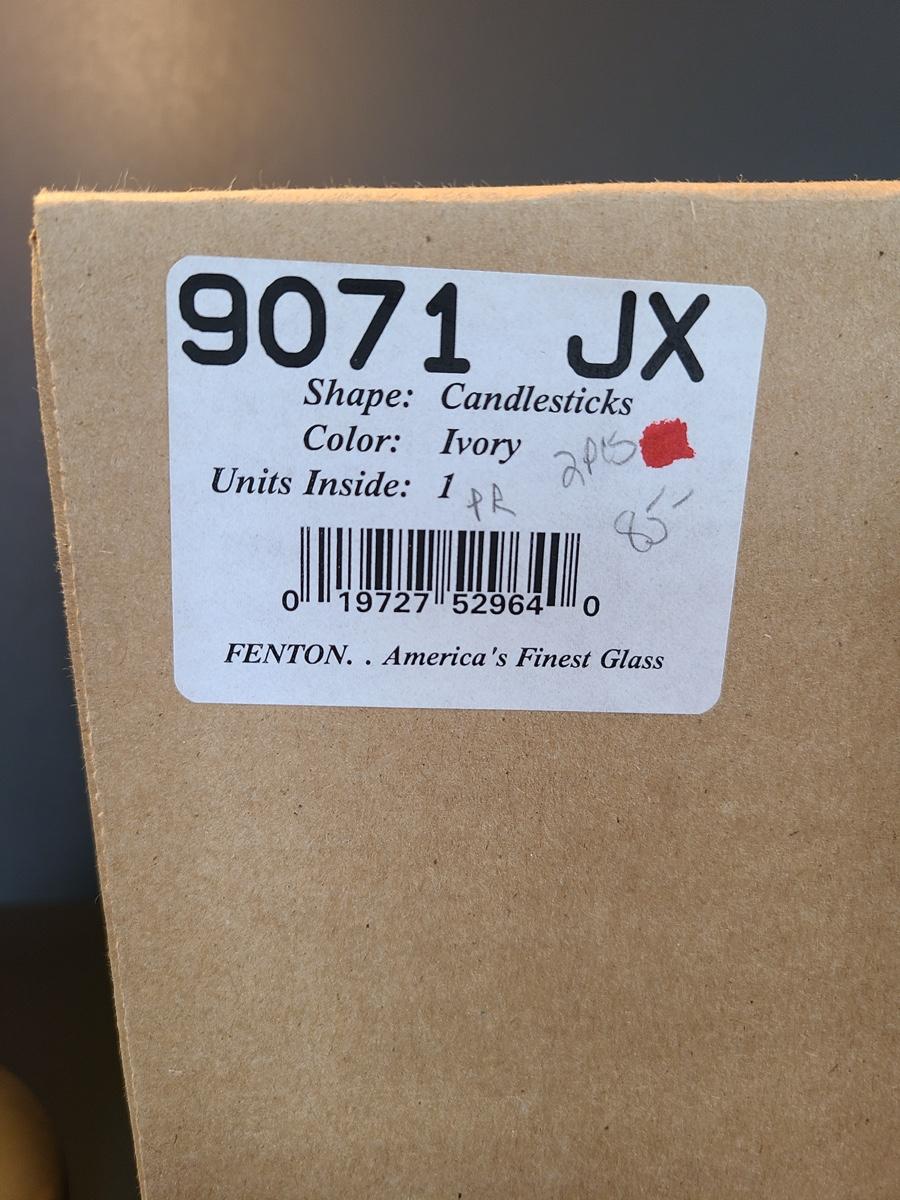 9071 JX
Shape: Candlesticks
Color: Ivory
Units Inside: 1 PR
85
0 19727 52964 0
FENTON. . America's Finest Glass